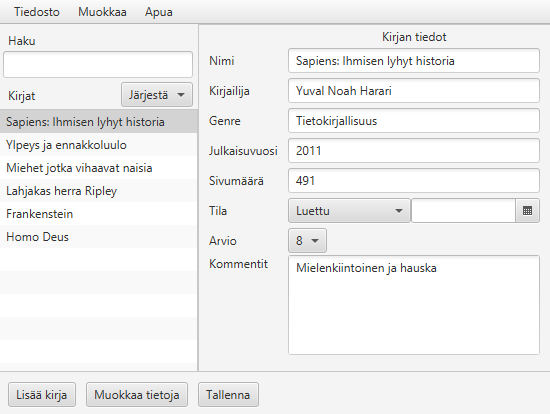 Tiedosto Muokkaa Apua
Haku
Kirjat Järjestä
Sapiens: Ihmisen lyhyt historia
Ylpeys ja ennakkoluulo
Miehet jotka vihaavat naisia
Lahjakas herra Ripley
Frankenstein
Homo Deus
Kirjan tiedot
Nimi Sapiens: Ihmisen lyhyt historia
Kirjailija Yuval Noah Harari
Genre Tietokirjallisuus
Julkaisuvuosi 2011
Sivumäärä 491
Tila Luettu
Arvio 8
Kommentit Mielenkiintoinen ja hauska
Lisää kirja Muokkaa tietoja Tallenna